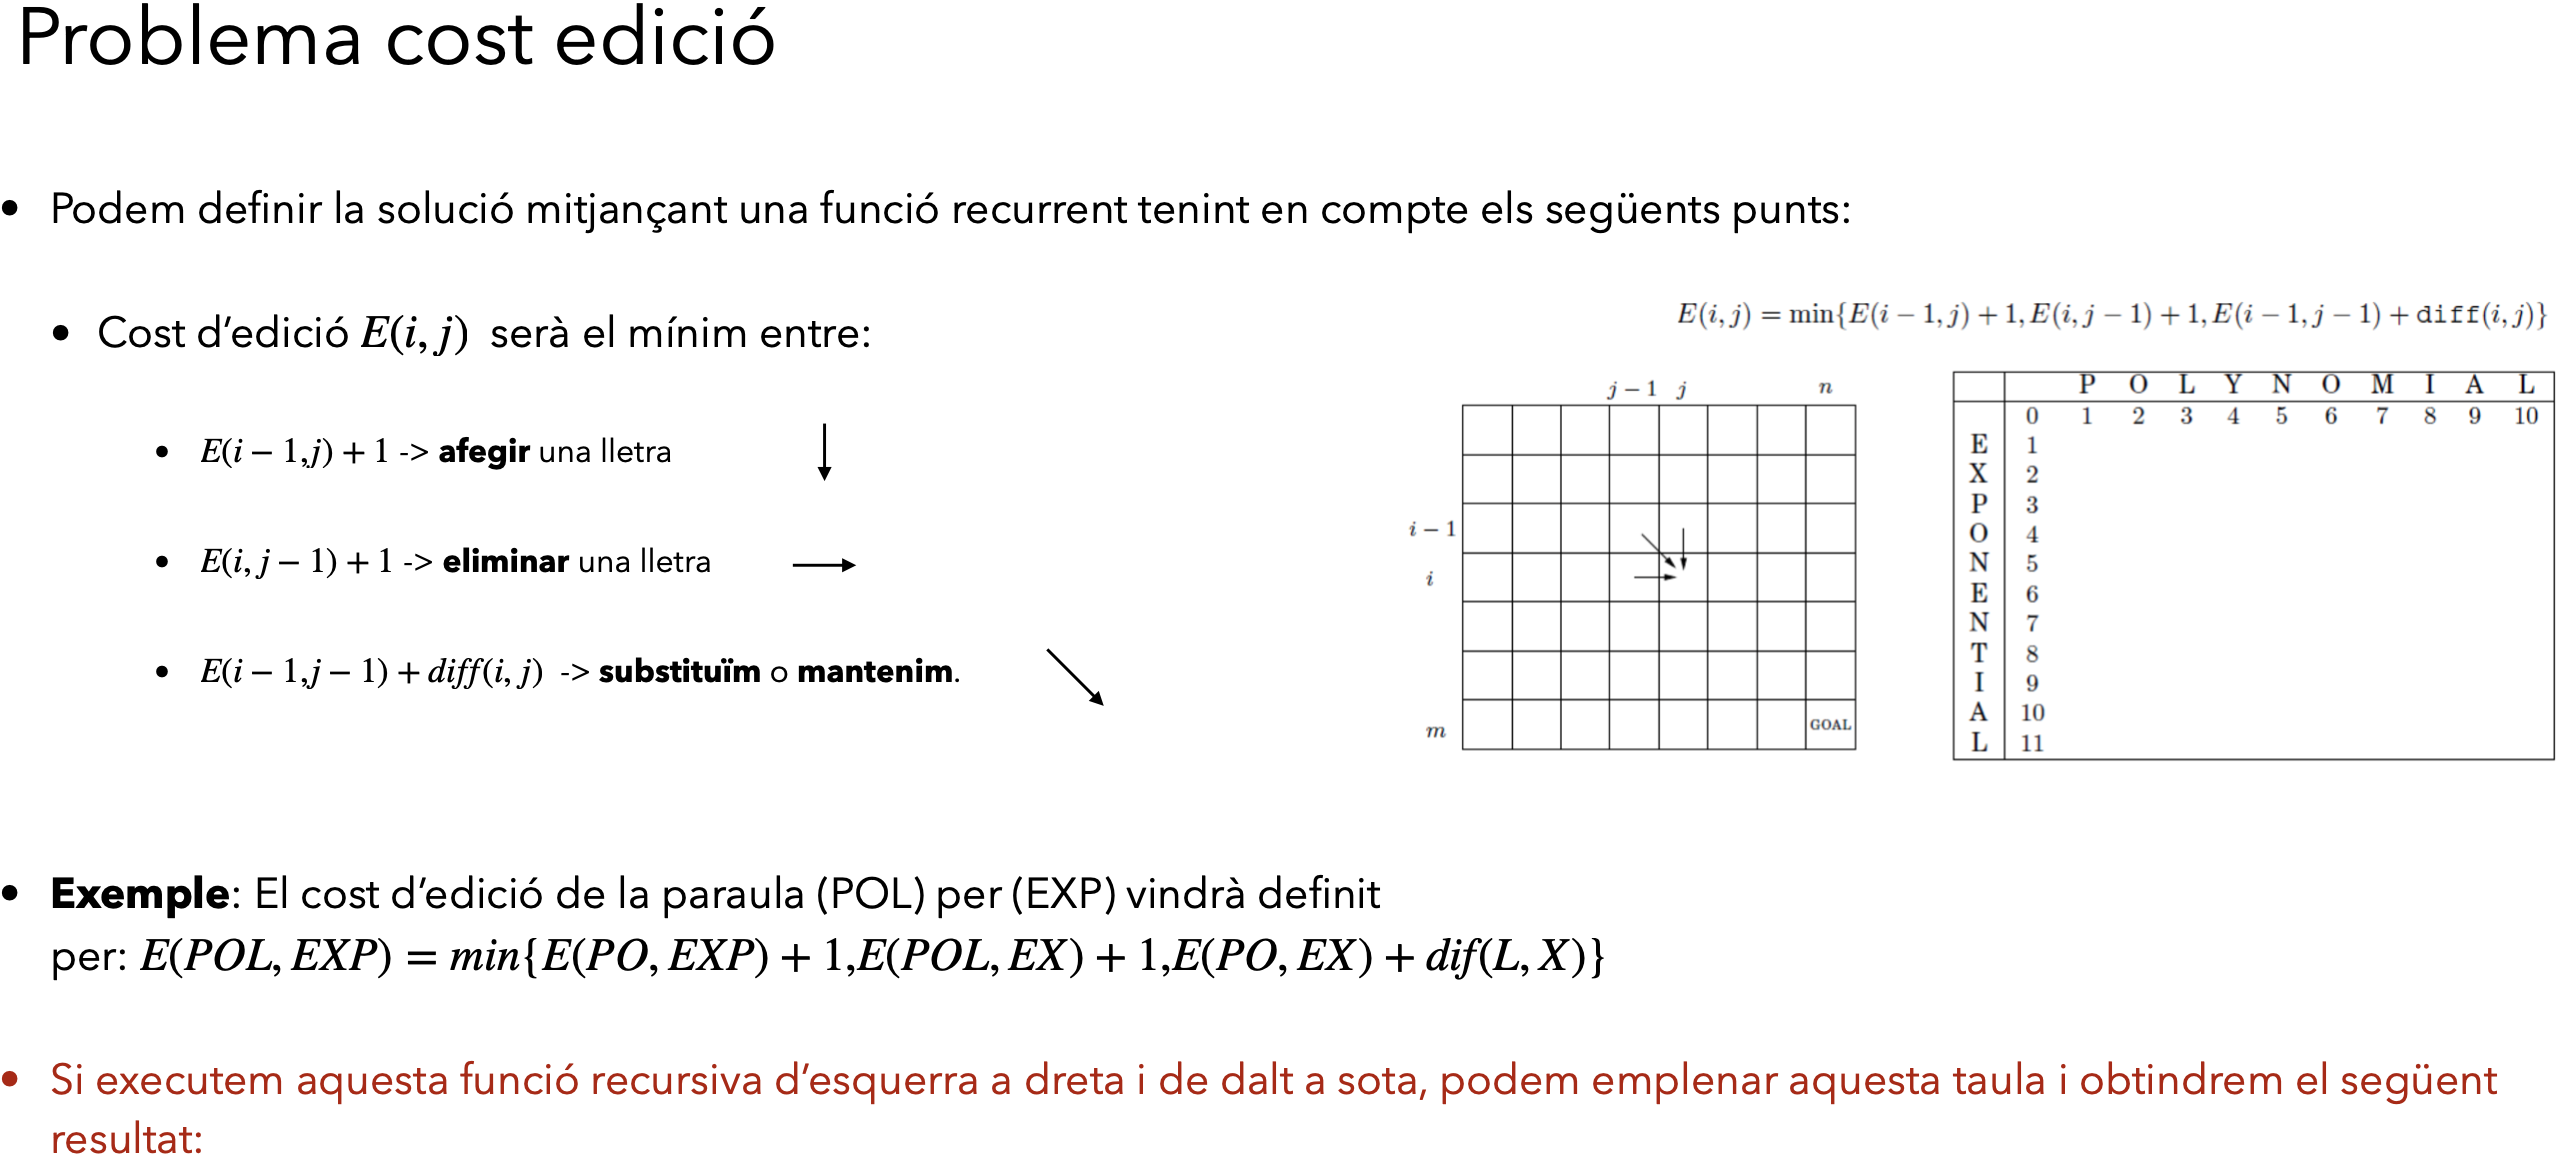 Problema cost edició
• Podem definir la solució mitjançant una funció recurrent tenint en compte els següents punts:
• Cost d’edició E(i, j) serà el mínim entre:
• E(i − 1,j) + 1 -> afegir una lletra
• E(i, j − 1) + 1 -> eliminar una lletra
• E(i − 1,j − 1) + diff(i, j) -> substituïm o mantenim.
E(i, j) = min{E(i − 1, j) + 1, E(i, j − 1) + 1, E(i − 1, j − 1) + diff(i, j)}
j − 1 j n
i − 1
i
m GOAL
P O L Y N O M I A L
0 1 2 3 4 5 6 7 8 9 10
E 1
X 2
P 3
O 4
N 5
E 6
N 7
T 8
I 9
A 10
L 11
• Exemple: El cost d’edició de la paraula (POL) per (EXP) vindrà definit
per: E(POL, EXP) = min{E(PO, EXP) + 1,E(POL, EX) + 1,E(PO, EX) + dif(L, X)}
• Si executem aquesta funció recursiva d’esquerra a dreta i de dalt a sota, podem emplenar aquesta taula i obtindrem el següent
resultat: